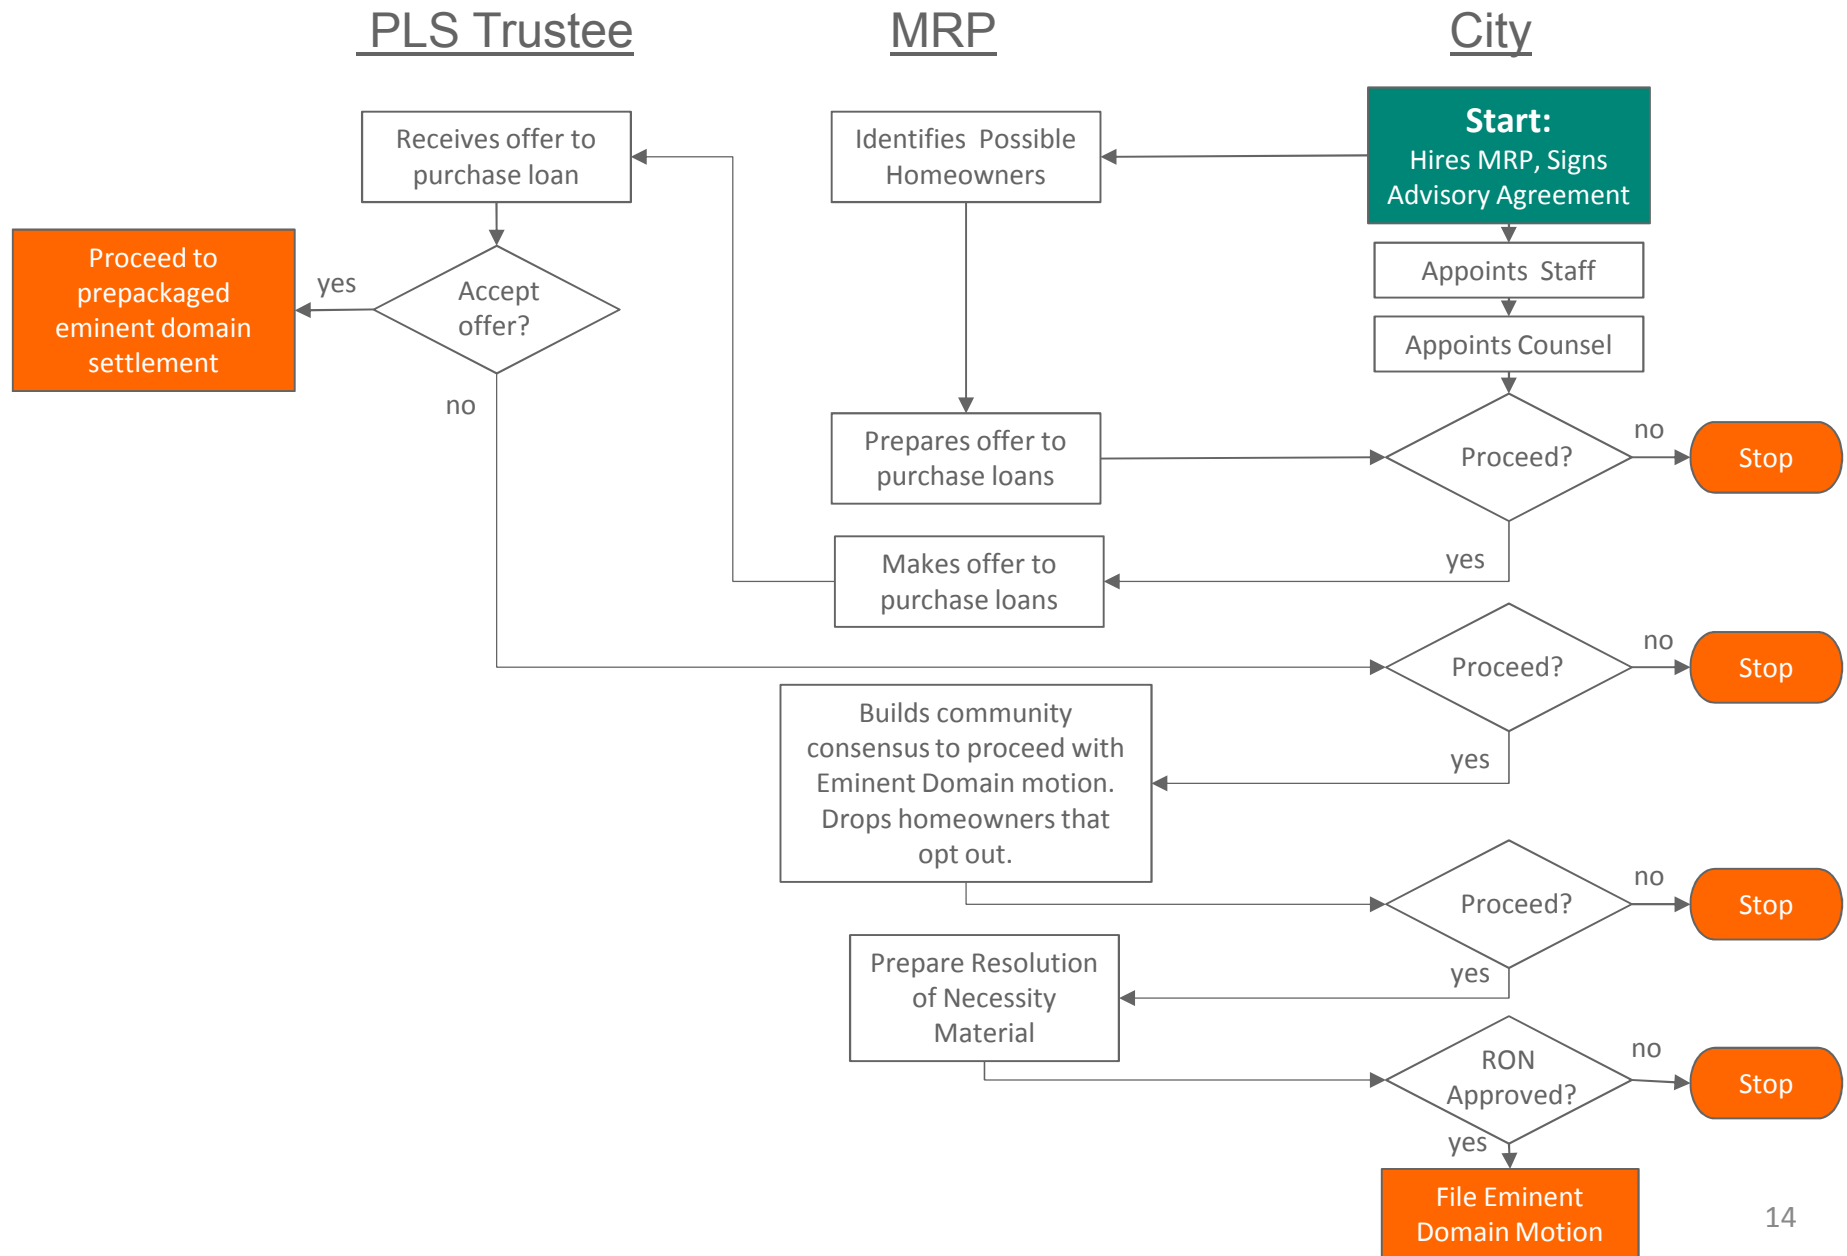 PLS Trustee
MRP
City
Receives offer to
purchase loan
Identifies Possible
Homeowners
Start:
Hires MRP, Signs
Advisory Agreement
Proceed to
prepackaged
eminent domain
settlement
yes
Accept
offer?
no
Appoints Staff
Appoints Counsel
Prepares offer to
purchase loans
Proceed?
no
Stop
yes
Makes offer to
purchase loans
Proceed?
no
Stop
yes
Builds community
consensus to proceed with
Eminent Domain motion.
Drops homeowners that
opt out.
Proceed?
no
Stop
yes
Prepare Resolution
of Necessity
Material
RON
Approved?
no
Stop
yes
File Eminent
Domain Motion
14